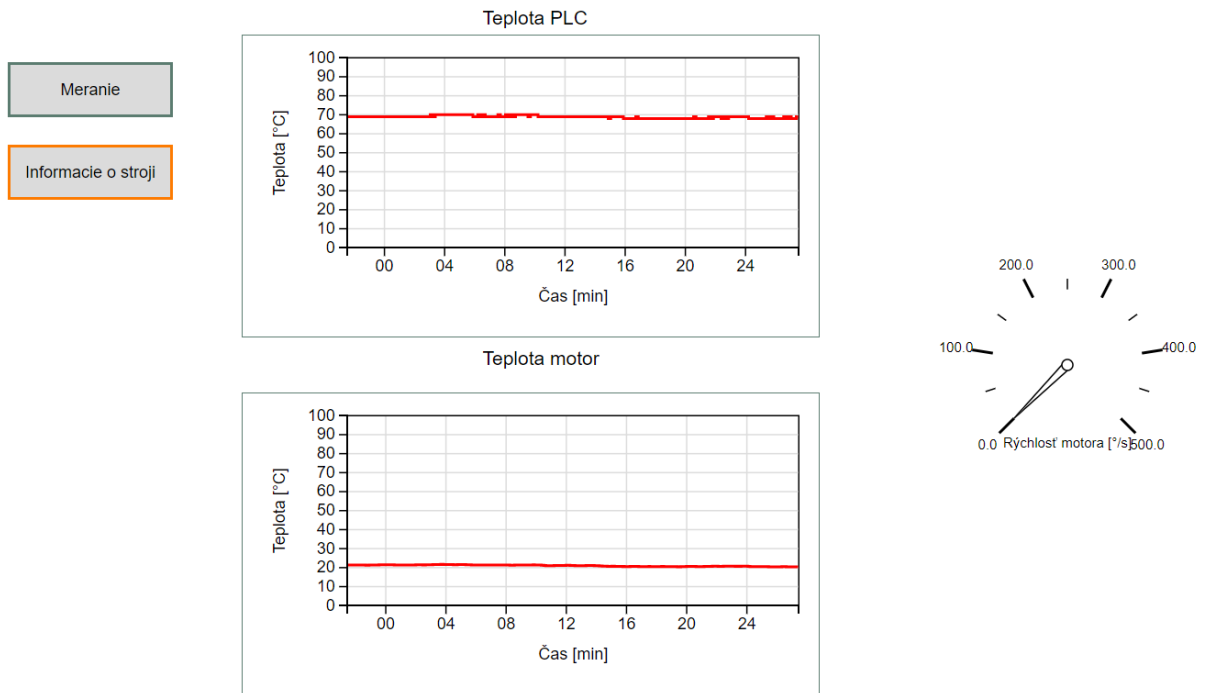 Teplota PLC
Meranie
Informacie o stroji
Teplota [°C]
100
90
80
70
60
50
40
30
20
10
0
00 04 08 12 16 20 24
Čas [min]
Teplota motor
Teplota [°C]
100
90
80
70
60
50
40
30
20
10
0
00 04 08 12 16 20 24
Čas [min]
200.0 300.0
100.0 400.0
0.0 Rýchlosť motora [°/s] 500.0